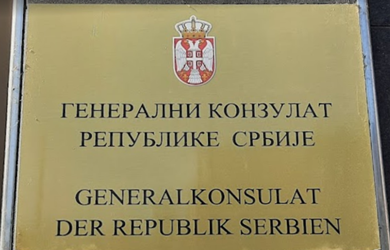 ГЕНЕРАЛНИ КОНЗУЛАТ
РЕПУБЛИКЕ СРБИЈЕ
GENERALKONSULAT
DER REPUBLIK SERBIEN